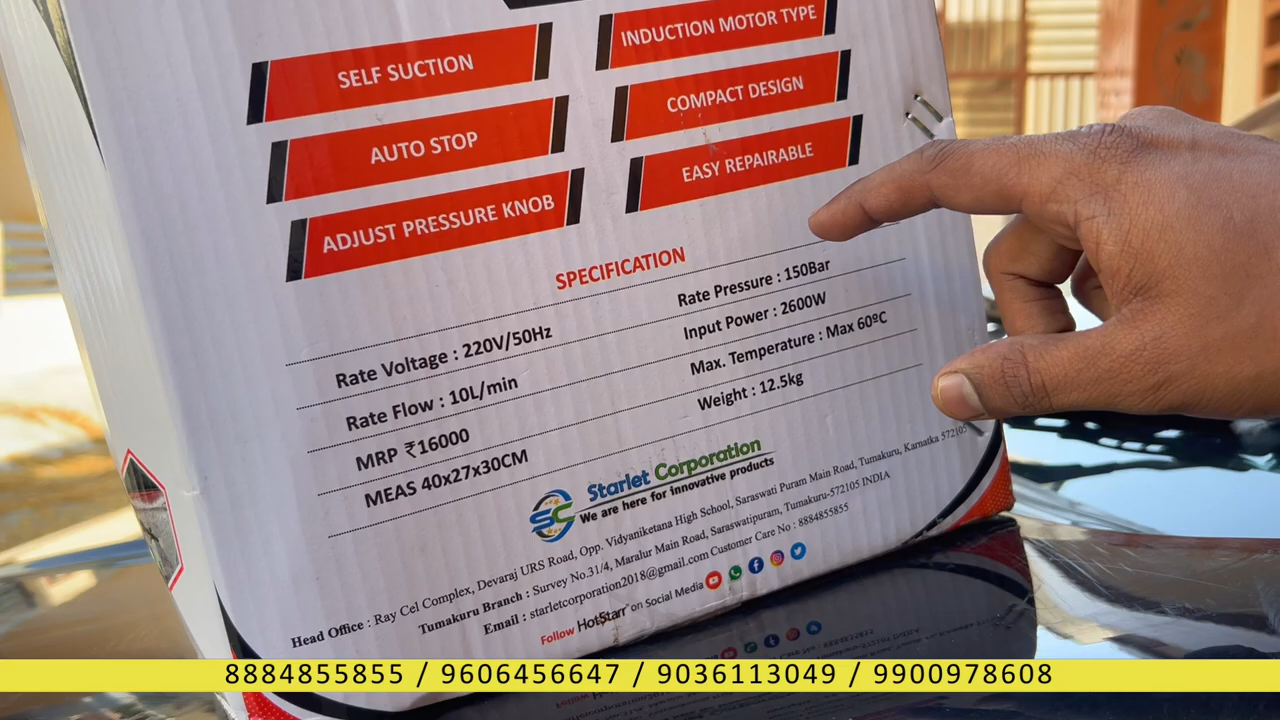 SELF SUCTION
INDUCTION MOTOR TYPE
AUTO STOP
COMPACT DESIGN
ADJUST PRESSURE KNOB
EASY REPAIRABLE
SPECIFICATION
Rate Voltage : 220V/50Hz
Rate Pressure : 150Bar
Rate Flow : 10L/min
Input Power : 2600W
MRP ₹16000
Max. Temperature : Max 60ºC
MEAS 40x27x30CM
Weight : 12.5kg
SC
Starlet Corporation
We are here for innovative products
Head Office : Ray Cel Complex, Devaraj URS Road, Opp. Vidyaniketana High School, Saraswati Puram Main Road, Tumakuru, Karnatka 572105
Tumakuru Branch : Survey No.31/4, Maralur Main Road, Saraswatipuram, Tumakuru-572105 INDIA
Email : starletcorporation2018@gmail.com Customer Care No : 8884855855
Follow HotStarr on Social Media
8884855855 / 9606456647 / 9036113049 / 9900978608